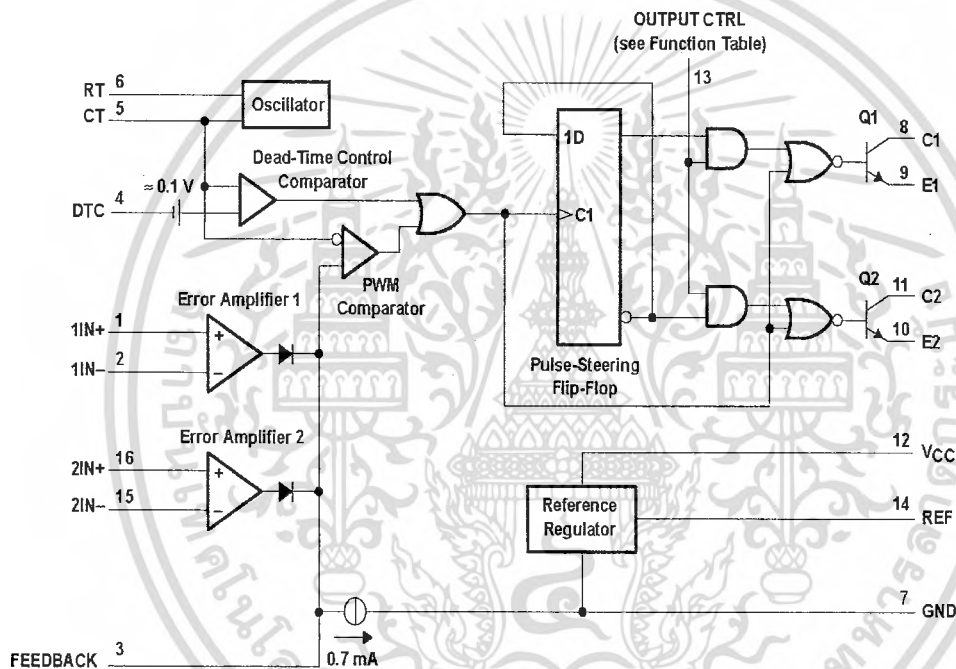 OUTPUT CTRL
(see Function Table)
13
6
RT
5
CT
Oscillator
Dead-Time Control
Comparator
≈ 0.1 V
4
DTC
PWM
Comparator
1D
C1
Pulse-Steering
Flip-Flop
Q1
8
C1
9
E1
Q2
11
C2
10
E2
Error Amplifier 1
1
1IN+
+
2
1IN−
−
Error Amplifier 2
16
2IN+
+
15
2IN−
−
12
VCC
Reference
Regulator
14
REF
7
GND
0.7 mA
3
FEEDBACK